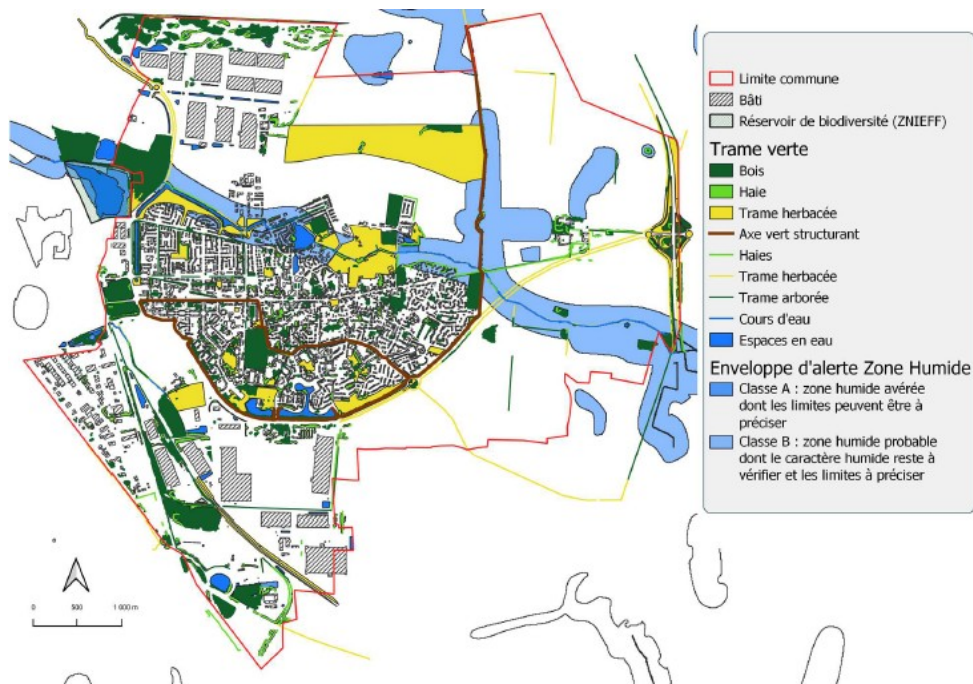 Limite commune
Bâti
Réservoir de biodiversité (ZNIEFF)
Trame verte
Bois
Haie
Trame herbacée
Axe vert structurant
Haies
Trame herbacée
Trame arborée
Cours d'eau
Espaces en eau
Enveloppe d'alerte Zone Humide
Classe A : zone humide avérée
dont les limites peuvent être à
préciser
Classe B : zone humide probable
dont le caractère humide reste à
vérifier et les limites à préciser
0 500 1 000 m